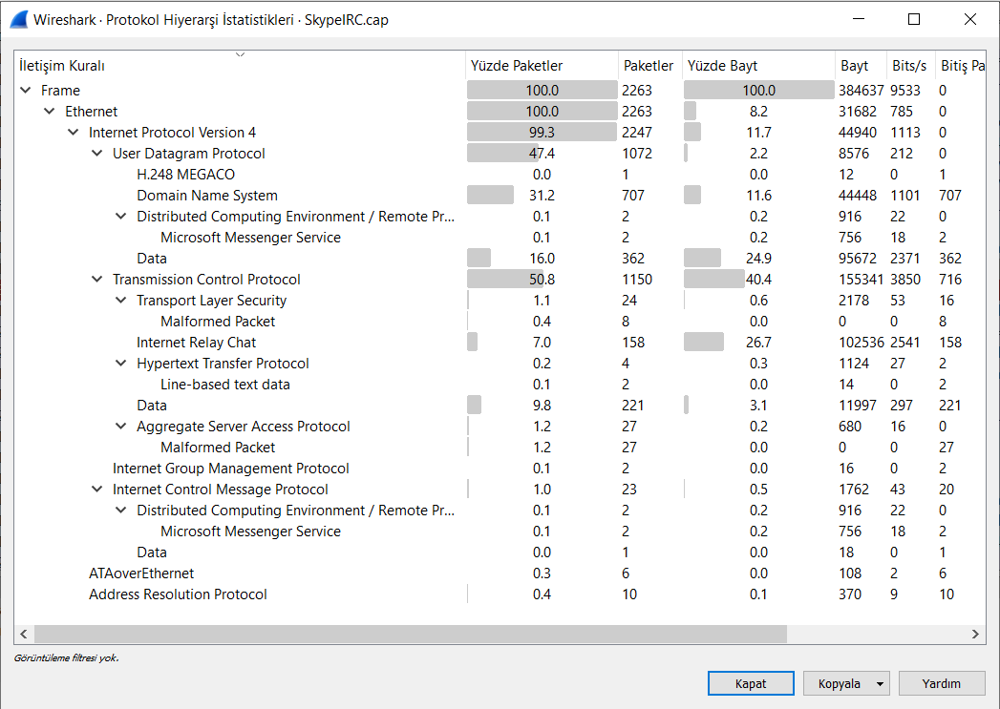 Wireshark · Protokol Hiyerarşi İstatistikleri · SkypeIRC.cap
İletişim Kuralı Yüzde Paketler Paketler Yüzde Bayt Bayt Bits/s Bitiş Pa
Frame 100.0 2263 100.0 384637 9533 0
Ethernet 100.0 2263 8.2 31682 785 0
Internet Protocol Version 4 99.3 2247 11.7 44940 1113 0
User Datagram Protocol 47.4 1072 2.2 8576 212 0
H.248 MEGACO 0.0 1 0.0 12 0 1
Domain Name System 31.2 707 11.6 44448 1101 707
Distributed Computing Environment / Remote Pr... 0.1 2 0.2 916 22 0
Microsoft Messenger Service 0.1 2 0.2 756 18 2
Data 16.0 362 24.9 95672 2371 362
Transmission Control Protocol 50.8 1150 40.4 155341 3850 716
Transport Layer Security 1.1 24 0.6 2178 53 16
Malformed Packet 0.4 8 0.0 0 0 8
Internet Relay Chat 7.0 158 26.7 102536 2541 158
Hypertext Transfer Protocol 0.2 4 0.3 1124 27 2
Line-based text data 0.1 2 0.0 14 0 2
Data 9.8 221 3.1 11997 297 221
Aggregate Server Access Protocol 1.2 27 0.2 680 16 0
Malformed Packet 1.2 27 0.0 0 0 27
Internet Group Management Protocol 0.1 2 0.0 16 0 2
Internet Control Message Protocol 1.0 23 0.5 1762 43 20
Distributed Computing Environment / Remote Pr... 0.1 2 0.2 916 22 0
Microsoft Messenger Service 0.1 2 0.2 756 18 2
Data 0.0 1 0.0 18 0 1
ATAoverEthernet 0.3 6 0.0 108 2 6
Address Resolution Protocol 0.4 10 0.1 370 9 10
Görüntüleme filtresi yok.
Kapat Kopyala Yardım